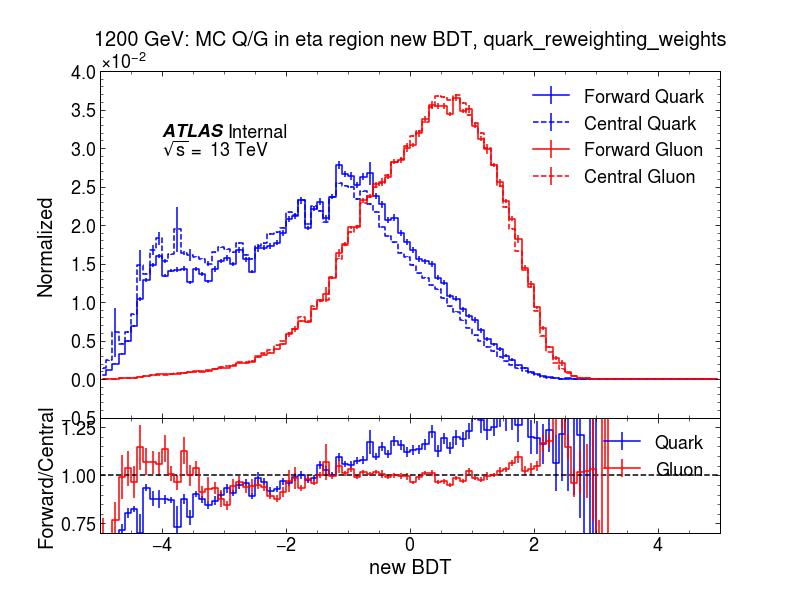 1200 GeV: MC Q/G in eta region new BDT, quark_reweighting_weights
×10⁻²
4.0
3.5
3.0
2.5
2.0
1.5
1.0
0.5
0.0
0.5
Normalized
ATLAS Internal
√s = 13 TeV
Forward Quark
Central Quark
Forward Gluon
Central Gluon
1.25
1.00
0.75
Forward/Central
Quark
Gluon
−4 −2 0 2 4
new BDT